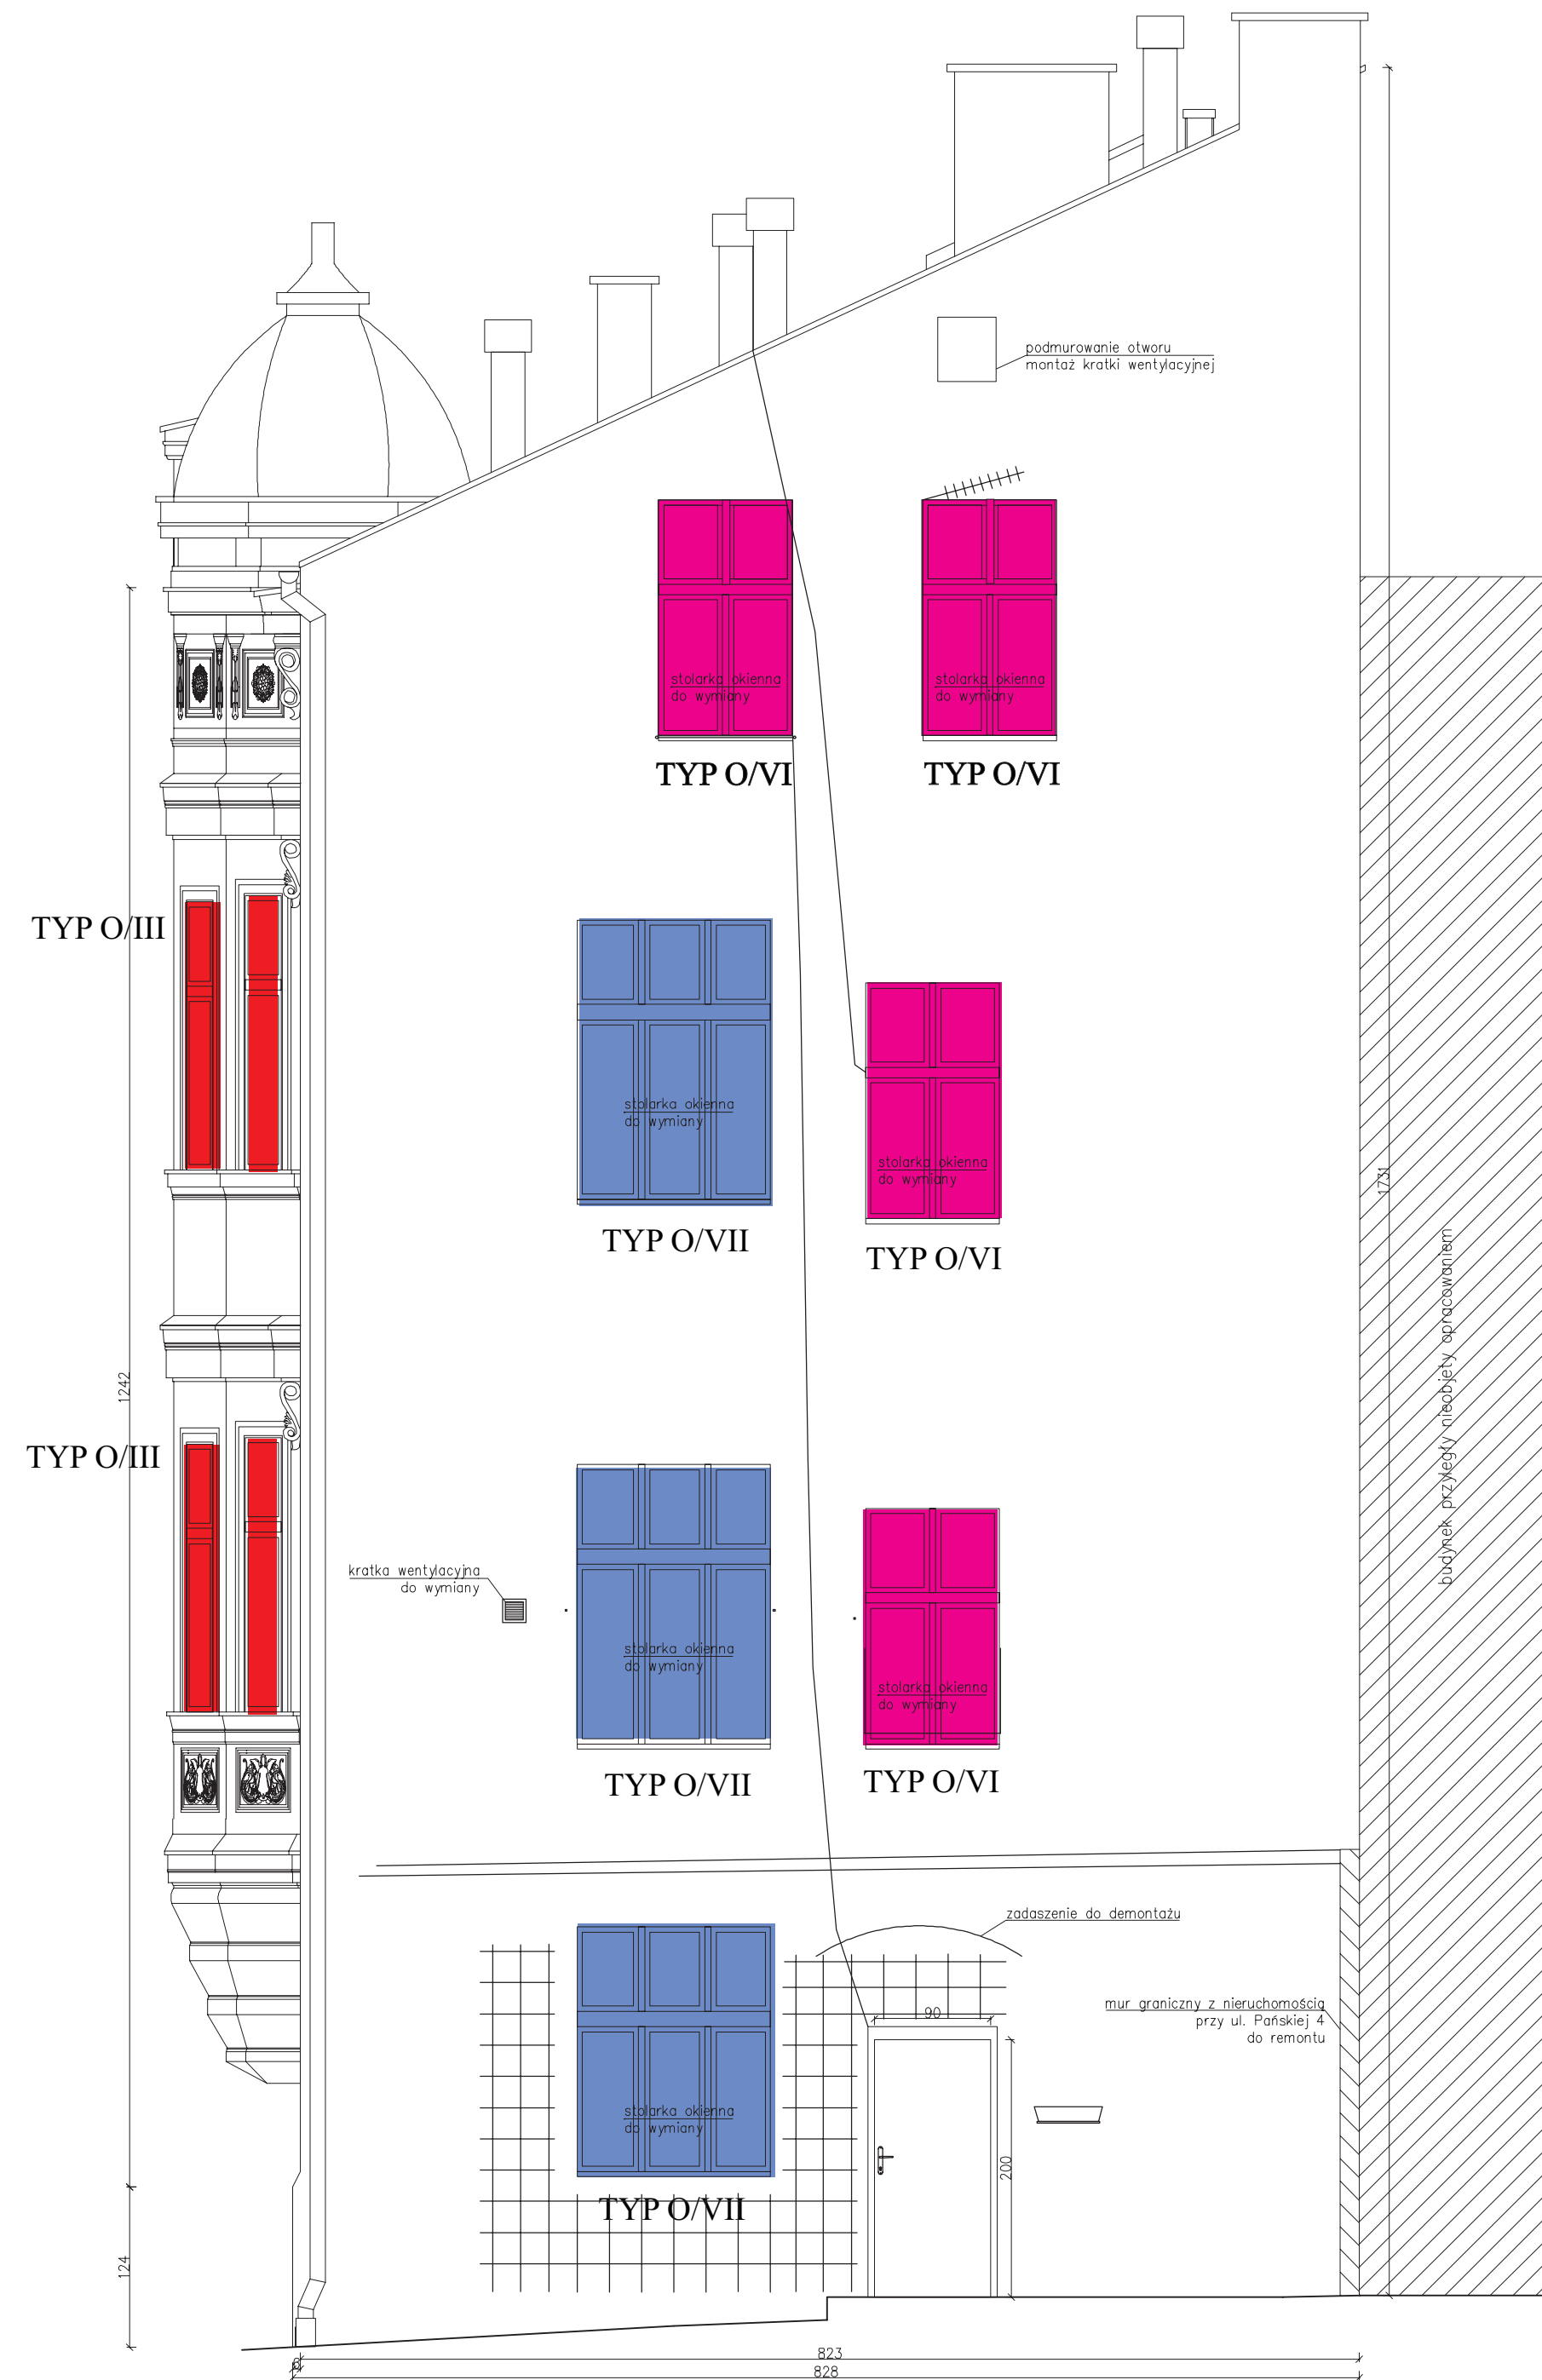 podmurowanie otworu
montaż kratki wentylacyjnej
stolarka okienna
do wymiany
stolarka okienna
do wymiany
TYP O/VI
TYP O/VI
TYP O/III
stolarka okienna
do wymiany
stolarka okienna
do wymiany
1731
TYP O/VII
TYP O/VI
budynek przyległy nieobjęty opracowaniem
1242
TYP O/III
kratka wentylacyjna
do wymiany
stolarka okienna
do wymiany
stolarka okienna
do wymiany
TYP O/VII
TYP O/VI
zadaszenie do demontażu
mur graniczny z nieruchomością
przy ul. Pańskiej 4
do remontu
90
stolarka okienna
do wymiany
200
TYP O/VII
124
823
828